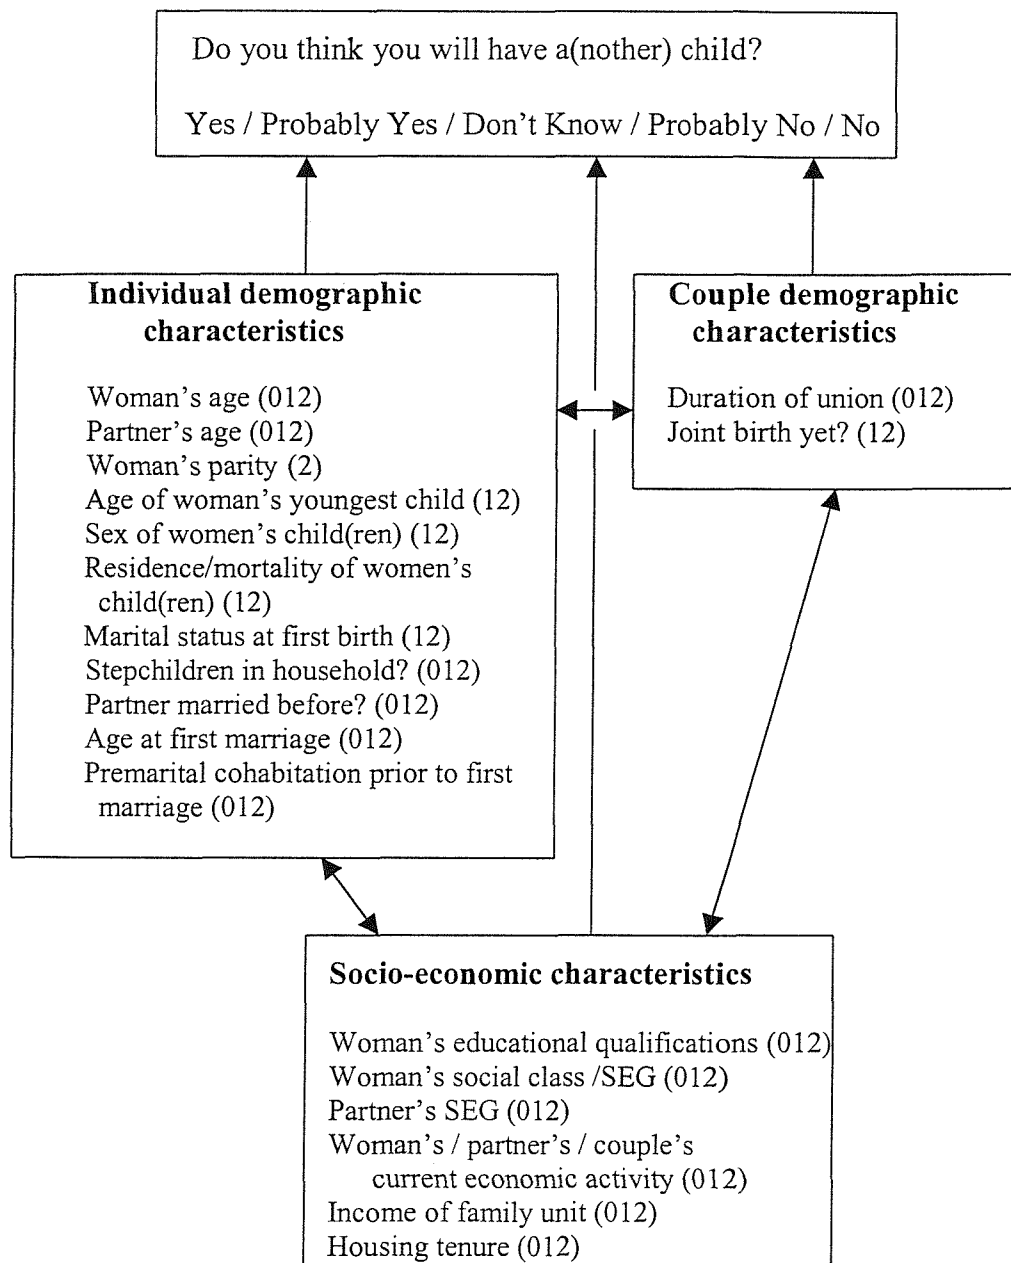 Do you think you will have a(nother) child?
Yes / Probably Yes / Don't Know / Probably No / No
Individual demographic
characteristics
Woman's age (012)
Partner's age (012)
Woman's parity (2)
Age of woman's youngest child (12)
Sex of women's child(ren) (12)
Residence/mortality of women's
child(ren) (12)
Marital status at first birth (12)
Stepchildren in household? (012)
Partner married before? (012)
Age at first marriage (012)
Premarital cohabitation prior to first
marriage (012)
Couple demographic
characteristics
Duration of union (012)
Joint birth yet? (12)
Socio-economic characteristics
Woman's educational qualifications (012)
Woman's social class /SEG (012)
Partner's SEG (012)
Woman's / partner's / couple's
current economic activity (012)
Income of family unit (012)
Housing tenure (012)